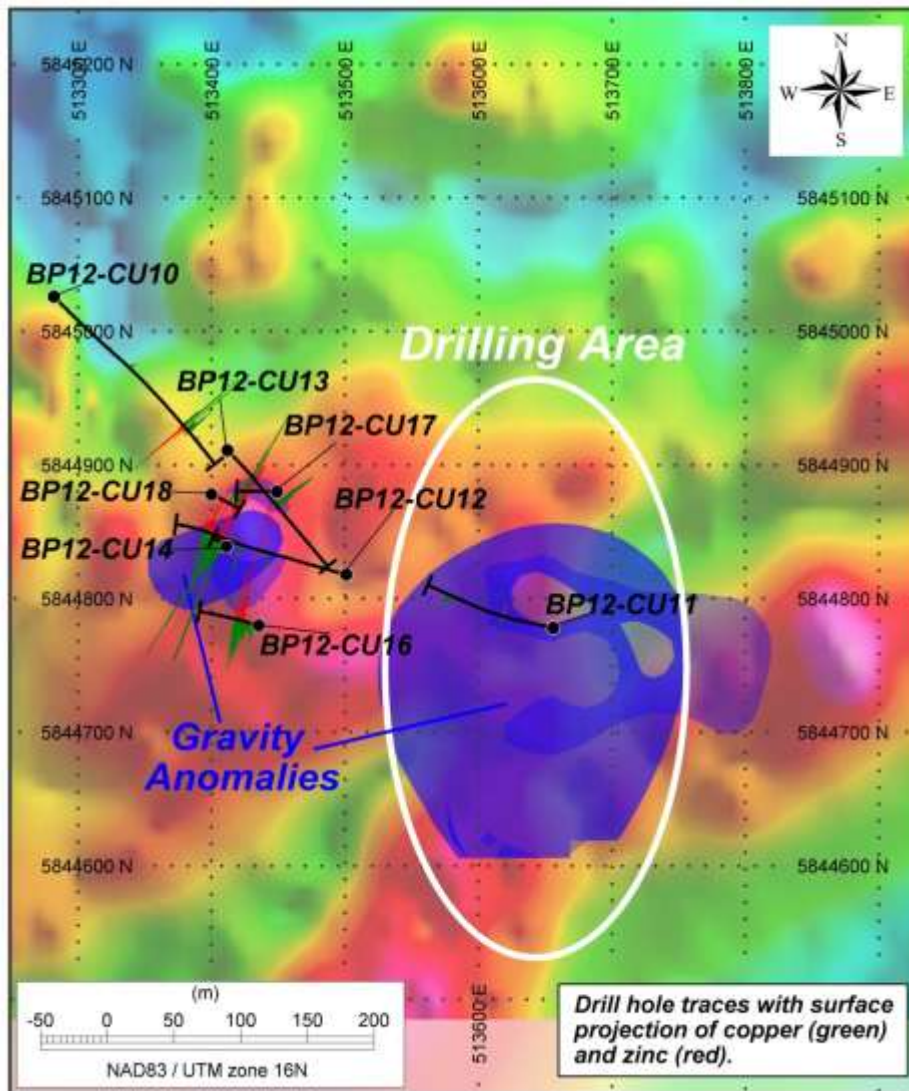 513300 E
513400 E
513500 E
513600 E
513700 E
513800 E
N
W E
S
5845200 N 5845200 N
5845100 N 5845100 N
BP12-CU10
5845000 N 5845000 N
Drilling Area
BP12-CU13
BP12-CU17
5844900 N 5844900 N
BP12-CU18
BP12-CU12
BP12-CU14
5844800 N 5844800 N
BP12-CU11
BP12-CU16
5844700 N 5844700 N
Gravity
Anomalies
5844600 N 5844600 N
513600 E
(m)
-50 0 50 100 150 200
NAD83 / UTM zone 16N
Drill hole traces with surface
projection of copper (green)
and zinc (red).